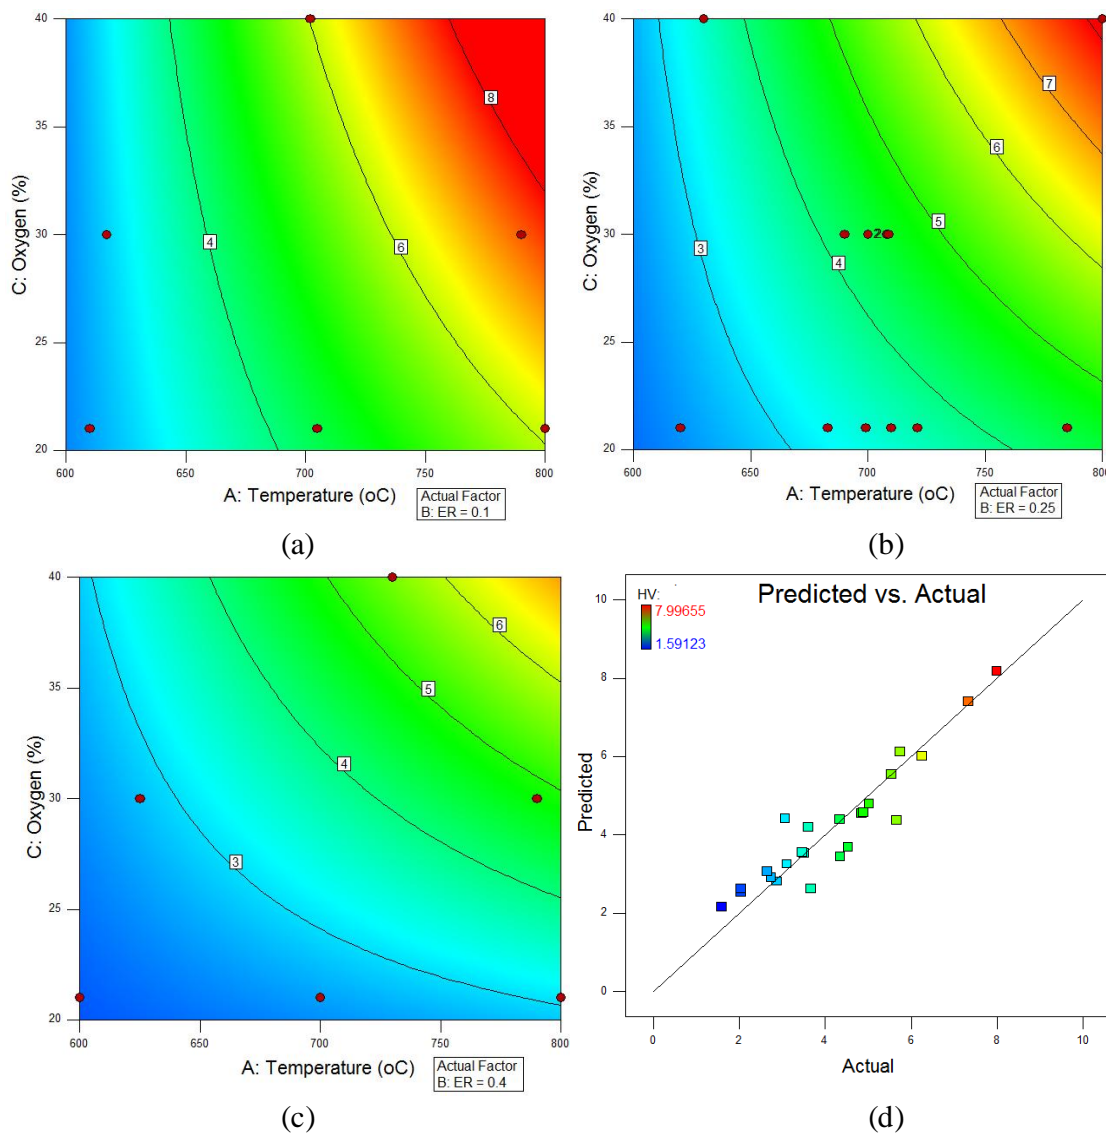 40
35
30
25
20
C: Oxygen (%)
8
6
4
600
650
700
750
800
A: Temperature (oC)
Actual Factor
B: ER = 0.1
(a)
40
35
30
25
20
C: Oxygen (%)
7
6
5
4
3
2
600
650
700
750
800
A: Temperature (oC)
Actual Factor
B: ER = 0.25
(b)
40
35
30
25
20
C: Oxygen (%)
6
5
4
3
600
650
700
750
800
A: Temperature (oC)
Actual Factor
B: ER = 0.4
(c)
Predicted vs. Actual
HV:
7.99655
1.59123
10
8
6
4
2
0
Predicted
0
2
4
6
8
10
Actual
(d)